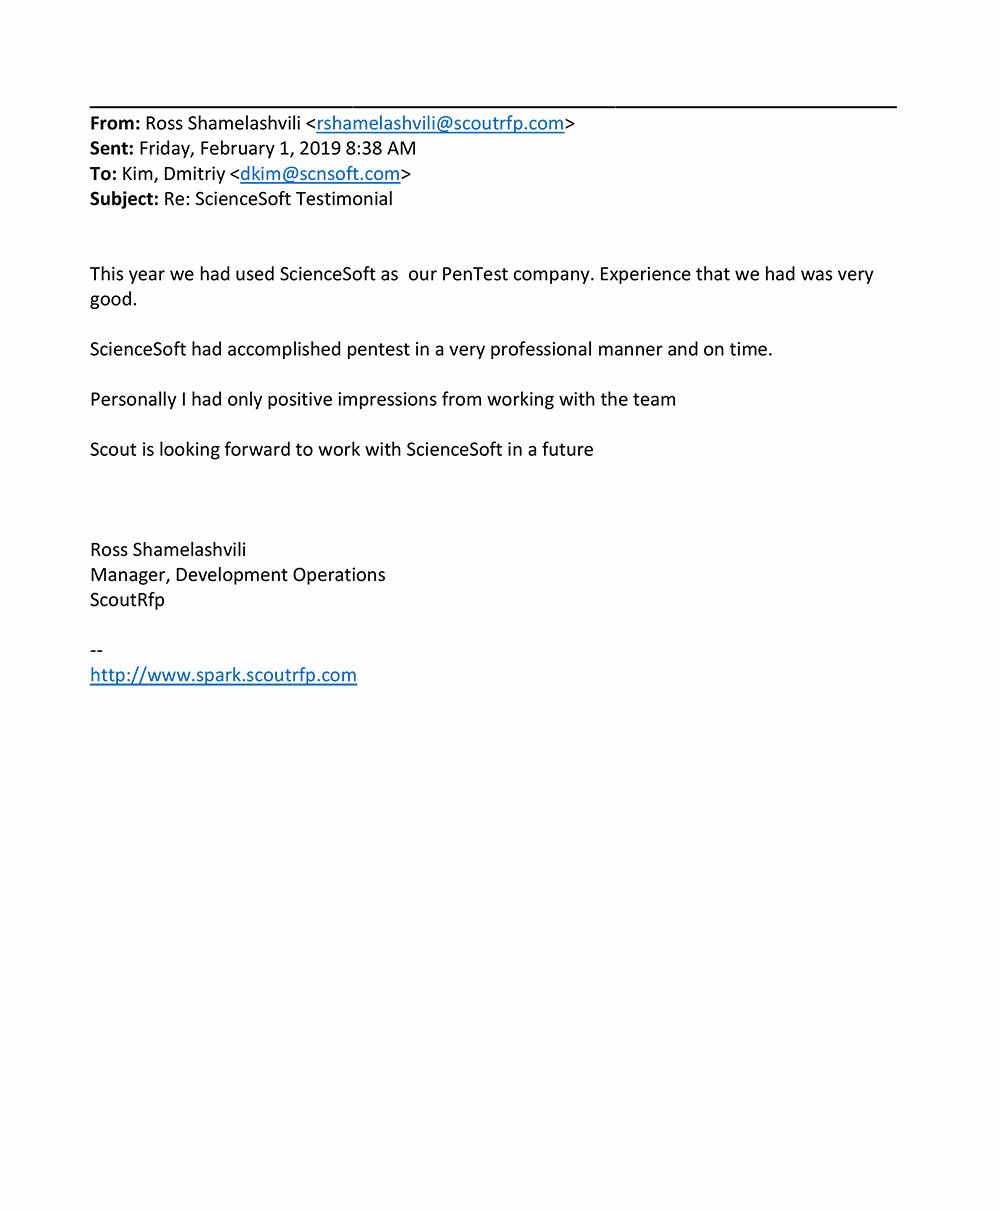 From: Ross Shamelashvili <rshamelashvili@scoutrfp.com>
Sent: Friday, February 1, 2019 8:38 AM
To: Kim, Dmitriy <dkim@scnsoft.com>
Subject: Re: ScienceSoft Testimonial
This year we had used ScienceSoft as  our PenTest company. Experience that we had was very
good.
ScienceSoft had accomplished pentest in a very professional manner and on time.
Personally I had only positive impressions from working with the team
Scout is looking forward to work with ScienceSoft in a future
Ross Shamelashvili
Manager, Development Operations
ScoutRfp
--
http://www.spark.scoutrfp.com